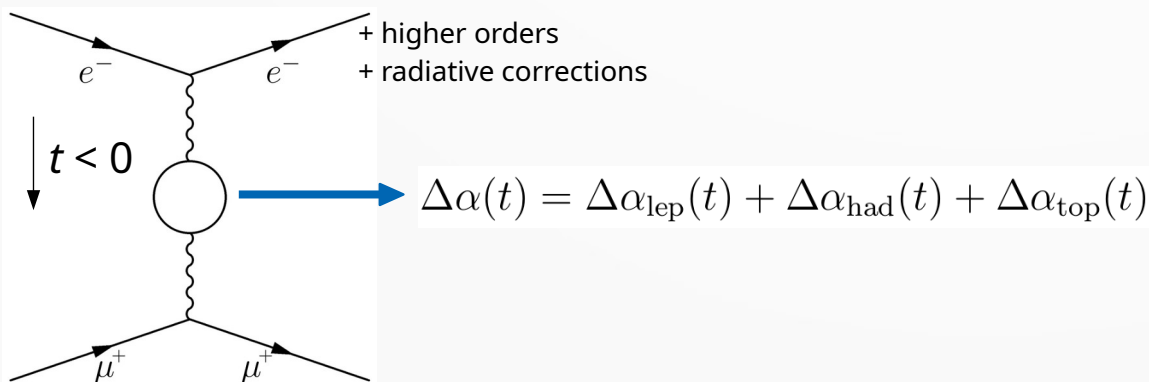 + higher orders
e⁻ e⁻ + radiative corrections
t < 0
Δα(t) = Δα_lep(t) + Δα_had(t) + Δα_top(t)
μ⁺ μ⁺